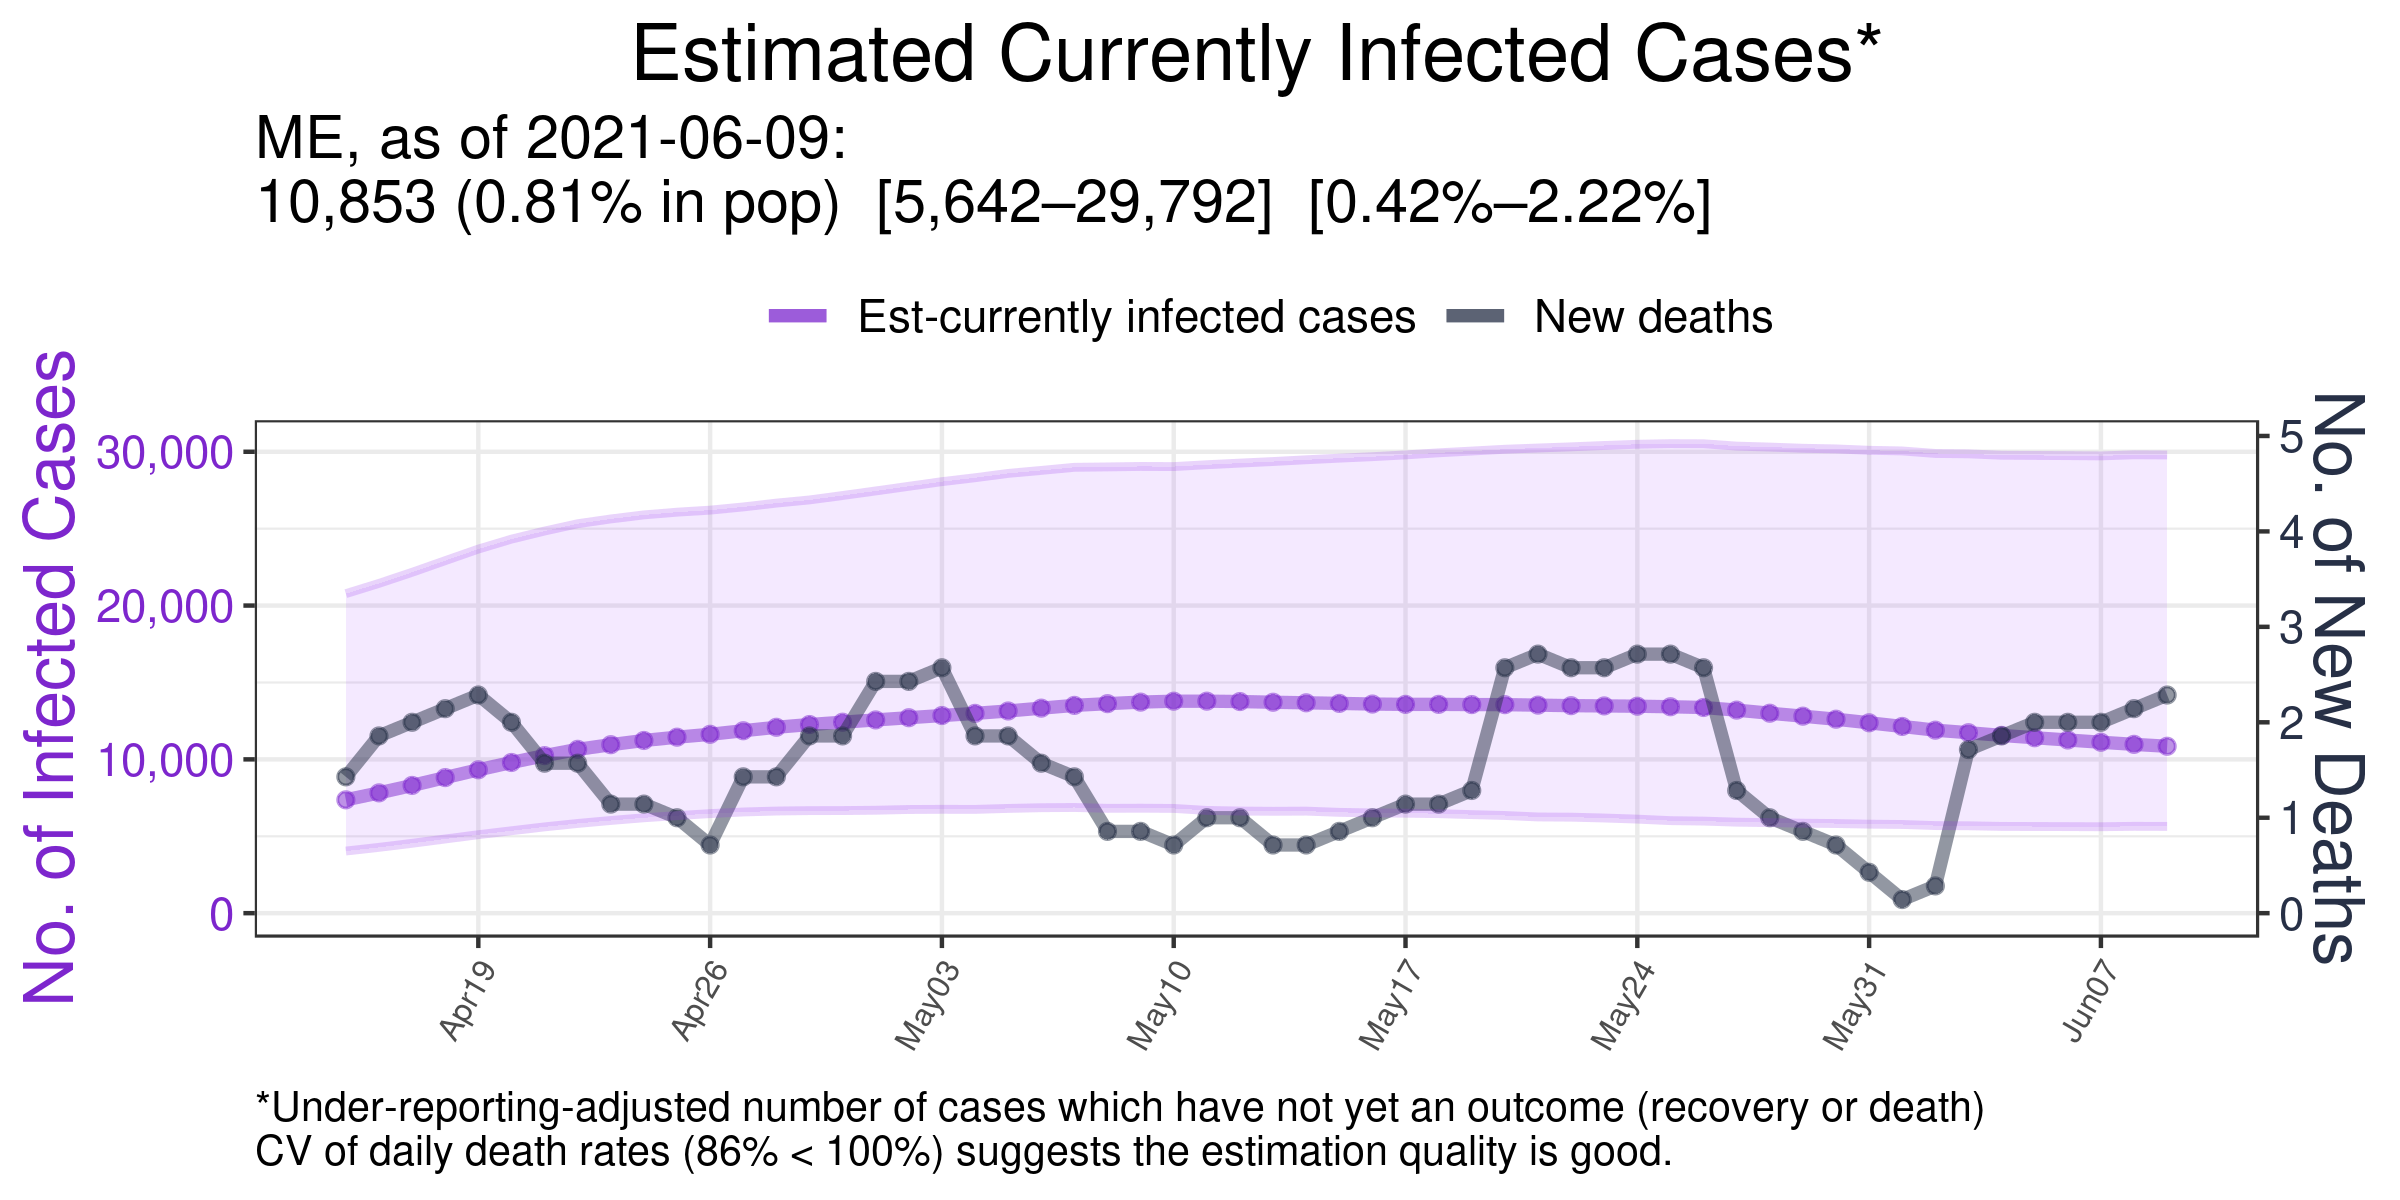 Estimated Currently Infected Cases*
ME, as of 2021-06-09:
10,853 (0.81% in pop)  [5,642–29,792]  [0.42%–2.22%]
Est-currently infected cases
New deaths
No. of Infected Cases
30,000
20,000
10,000
0
5
4
3
2
1
0
No. of New Deaths
Apr19
Apr26
May03
May10
May17
May24
May31
Jun07
*Under-reporting-adjusted number of cases which have not yet an outcome (recovery or death)
CV of daily death rates (86% < 100%) suggests the estimation quality is good.